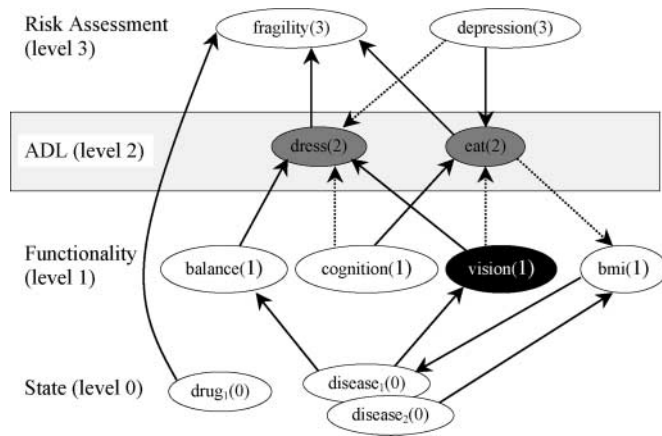 Risk Assessment
(level 3)
fragility(3)
depression(3)
ADL (level 2)
dress(2)
eat(2)
Functionality
(level 1)
balance(1)
cognition(1)
vision(1)
bmi(1)
State (level 0)
drug₁(0)
disease₁(0)
disease₂(0)